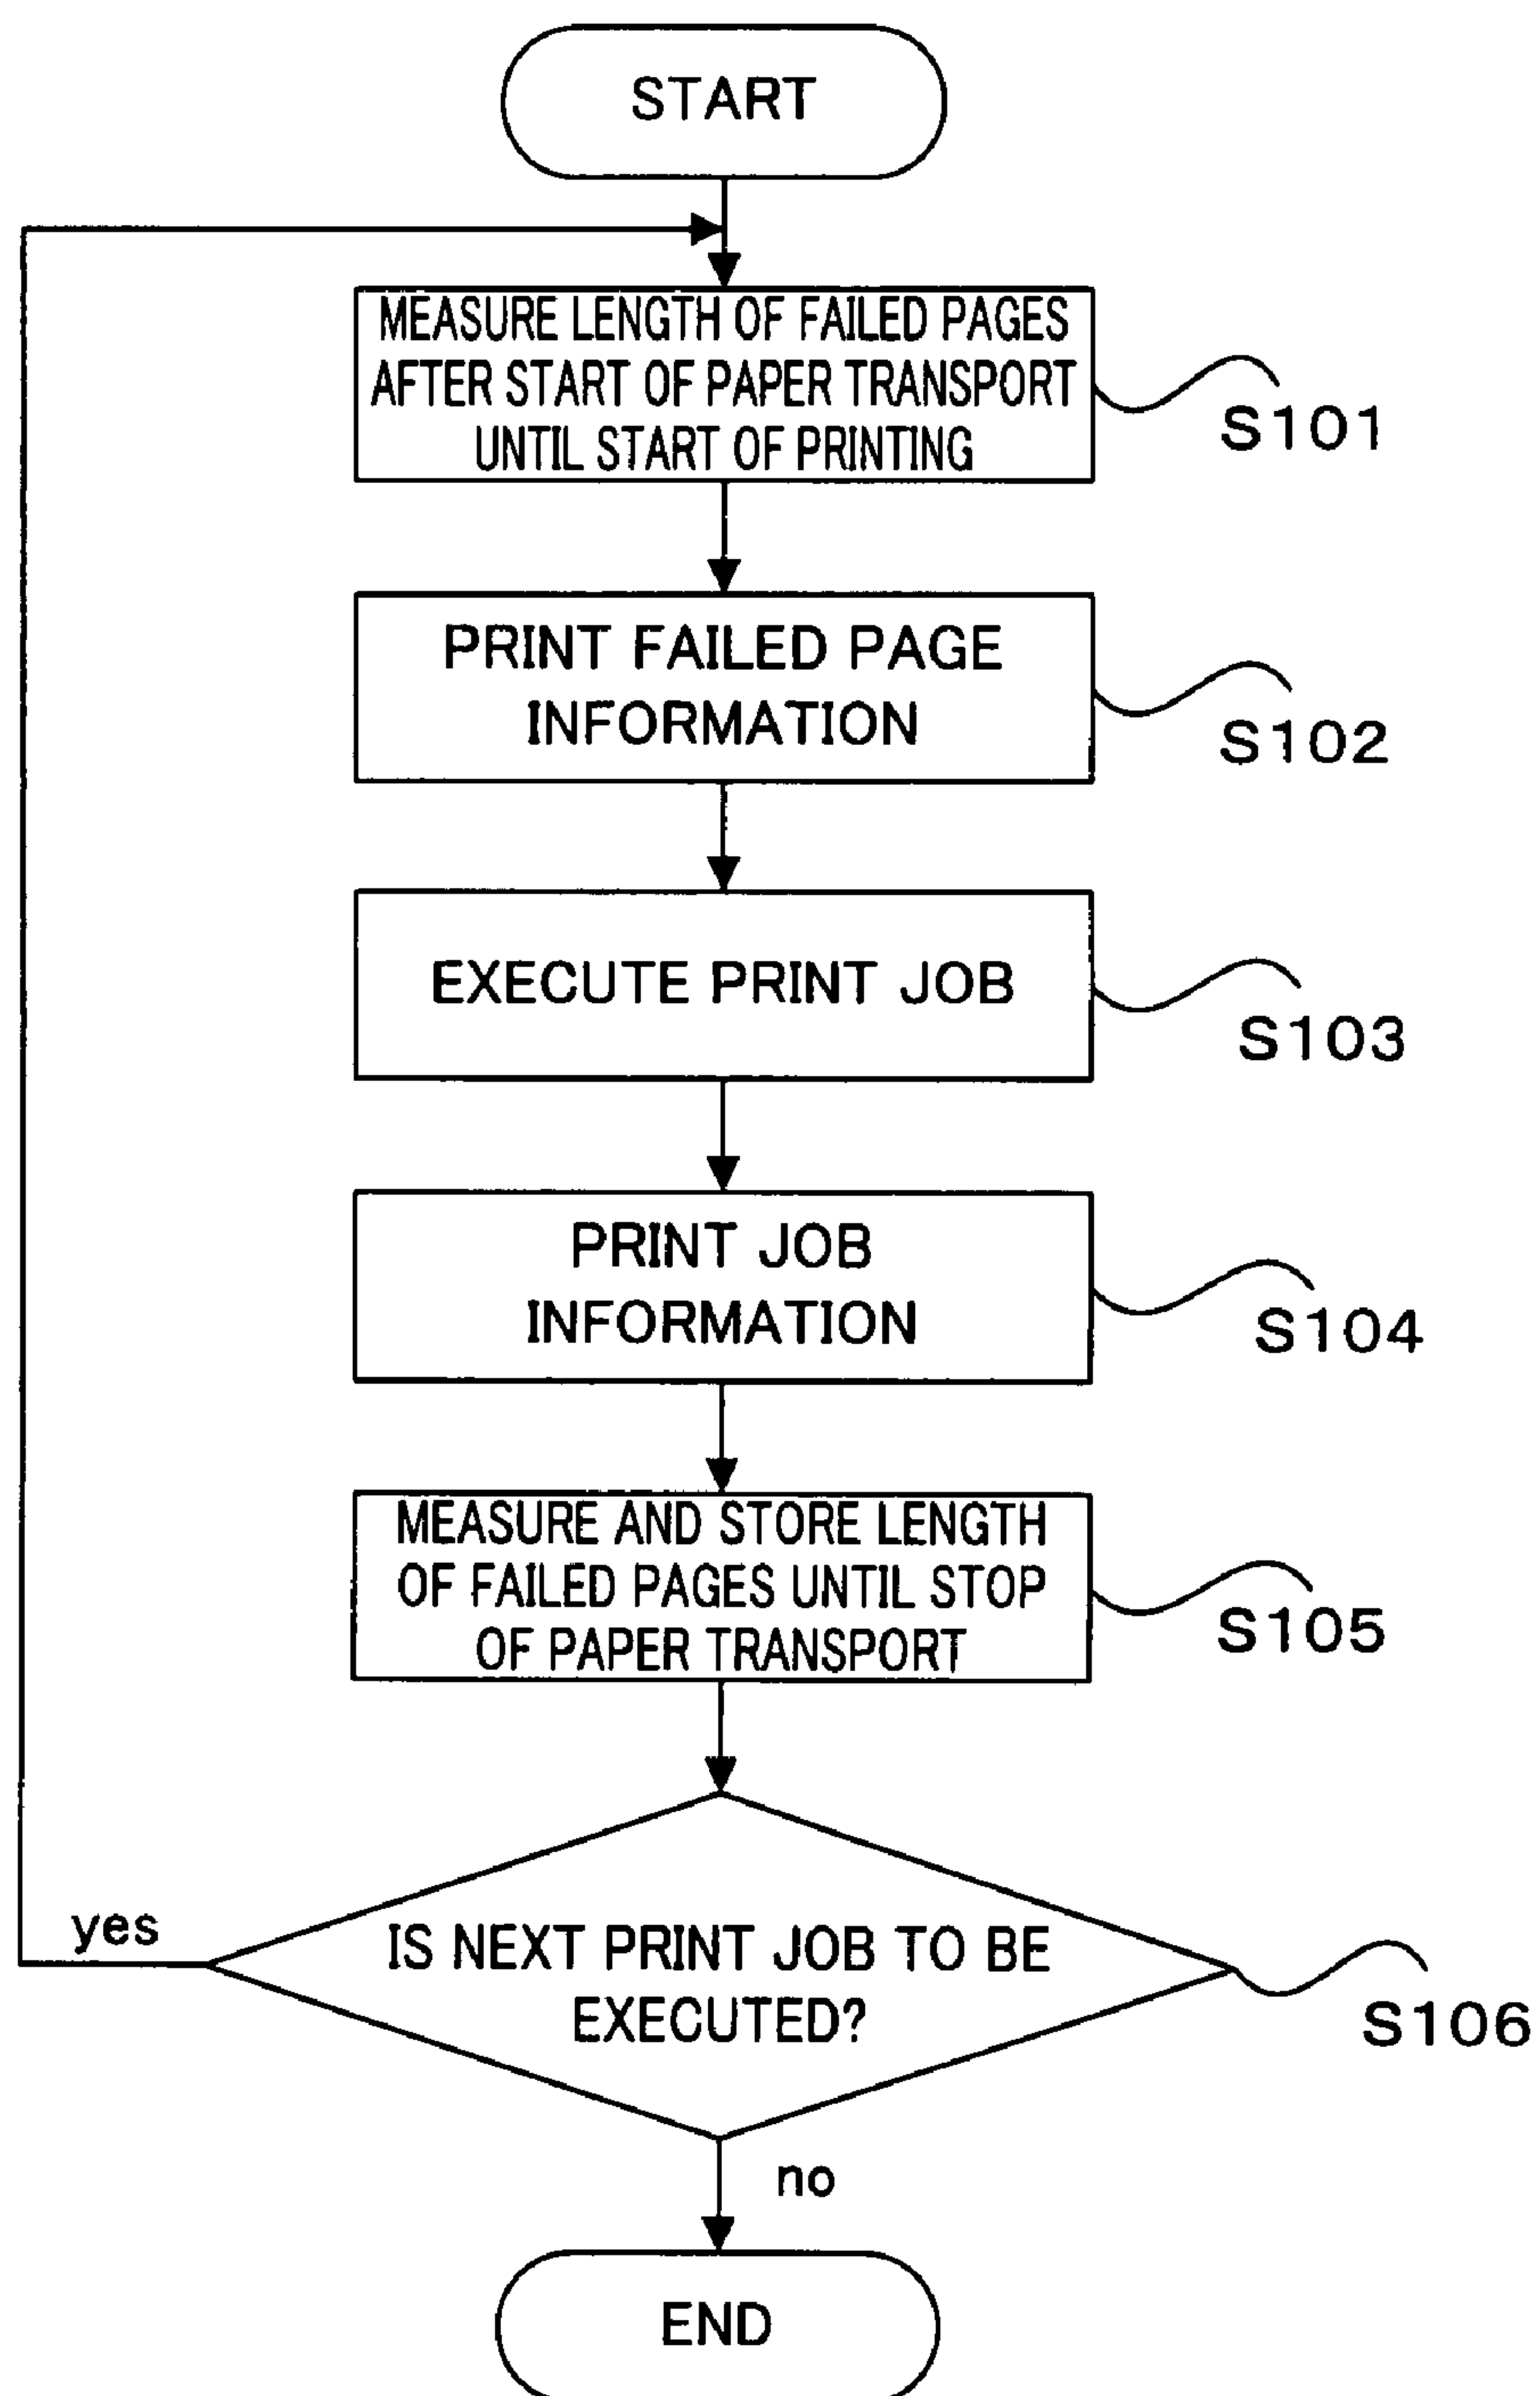 START
MEASURE LENGTH OF FAILED PAGES
AFTER START OF PAPER TRANSPORT
UNTIL START OF PRINTING
S101
PRINT FAILED PAGE
INFORMATION
S102
EXECUTE PRINT JOB
S103
PRINT JOB
INFORMATION
S104
MEASURE AND STORE LENGTH
OF FAILED PAGES UNTIL STOP
OF PAPER TRANSPORT
S105
yes
IS NEXT PRINT JOB TO BE
EXECUTED?
S106
no
END